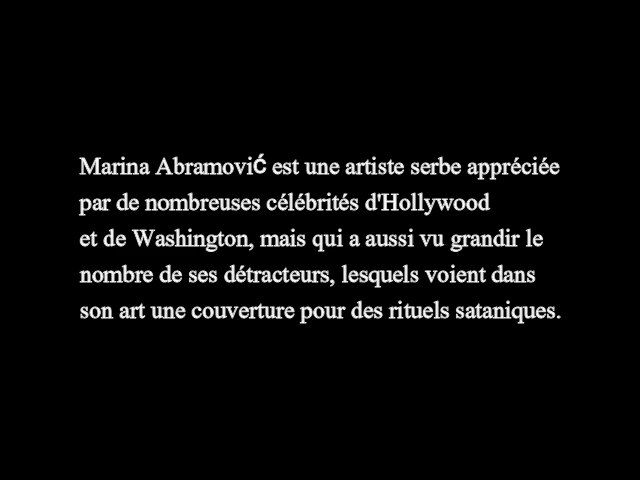 Marina Abramović est une artiste serbe appréciée
par de nombreuses célébrités d'Hollywood
et de Washington, mais qui a aussi vu grandir le
nombre de ses détracteurs, lesquels voient dans
son art une couverture pour des rituels sataniques.